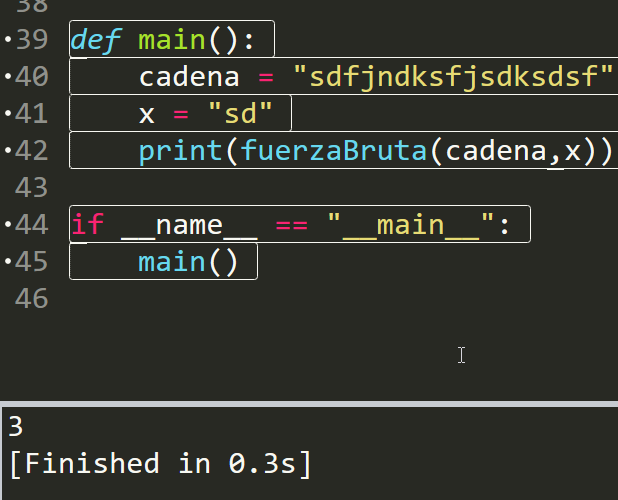 38
39 def main():
40 cadena = "sdfjndksfjsdksdsf"
41 x = "sd"
42 print(fuerzaBruta(cadena,x))
43
44 if __name__ == "__main__":
45 main()
46
3
[Finished in 0.3s]